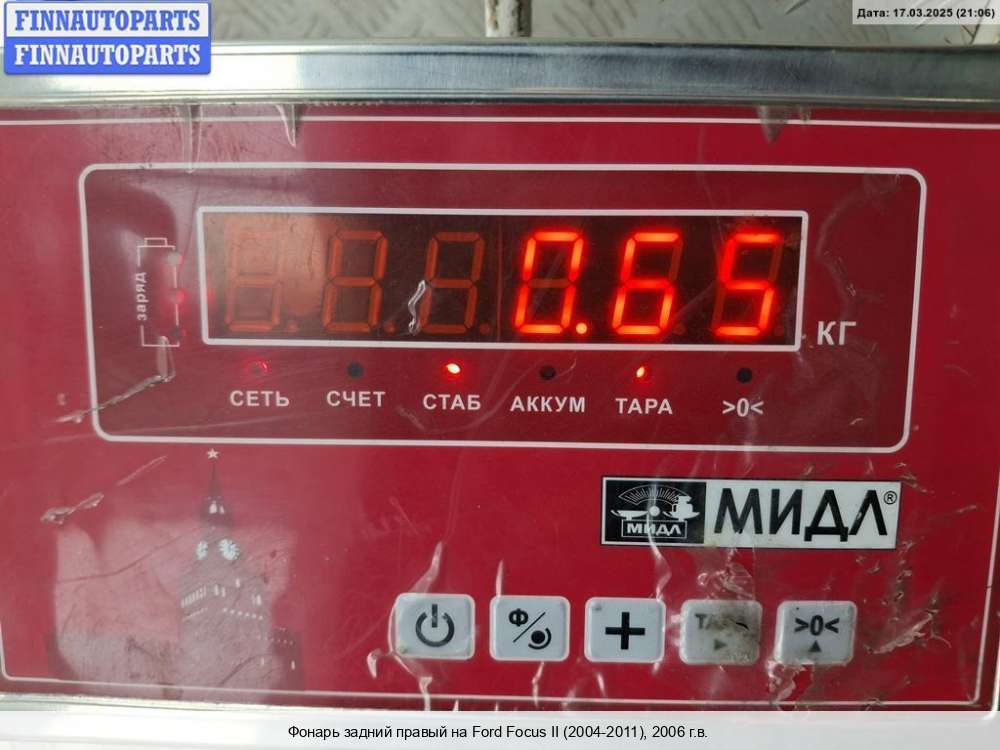 FINNAUTOPARTS
FINNAUTOPARTS
Дата: 17.03.2025 (21:06)
заряд
0.65
КГ
СЕТЬ СЧЕТ СТАБ АККУМ ТАРА >0<
МИДЛ
МИДЛ®
Ф >0<
Фонарь задний правый на Ford Focus II (2004-2011), 2006 г.в.